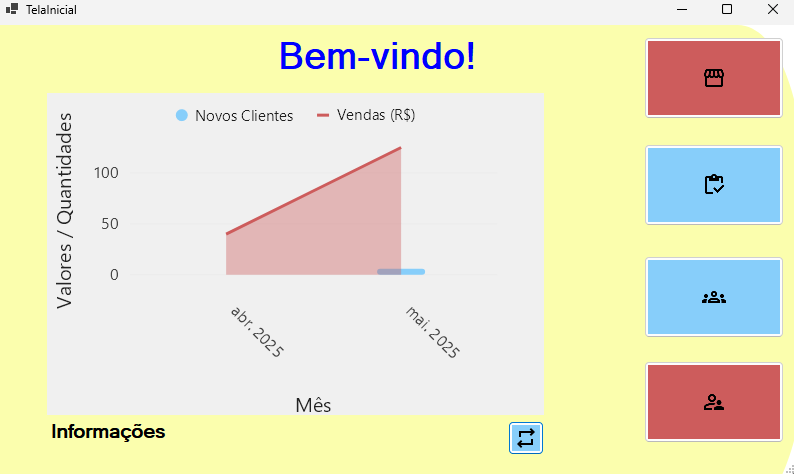 TelaInicial
Bem-vindo!
Novos Clientes
Vendas (R$)
Valores / Quantidades
100
50
0
abr. 2025
mai. 2025
Mês
Informações